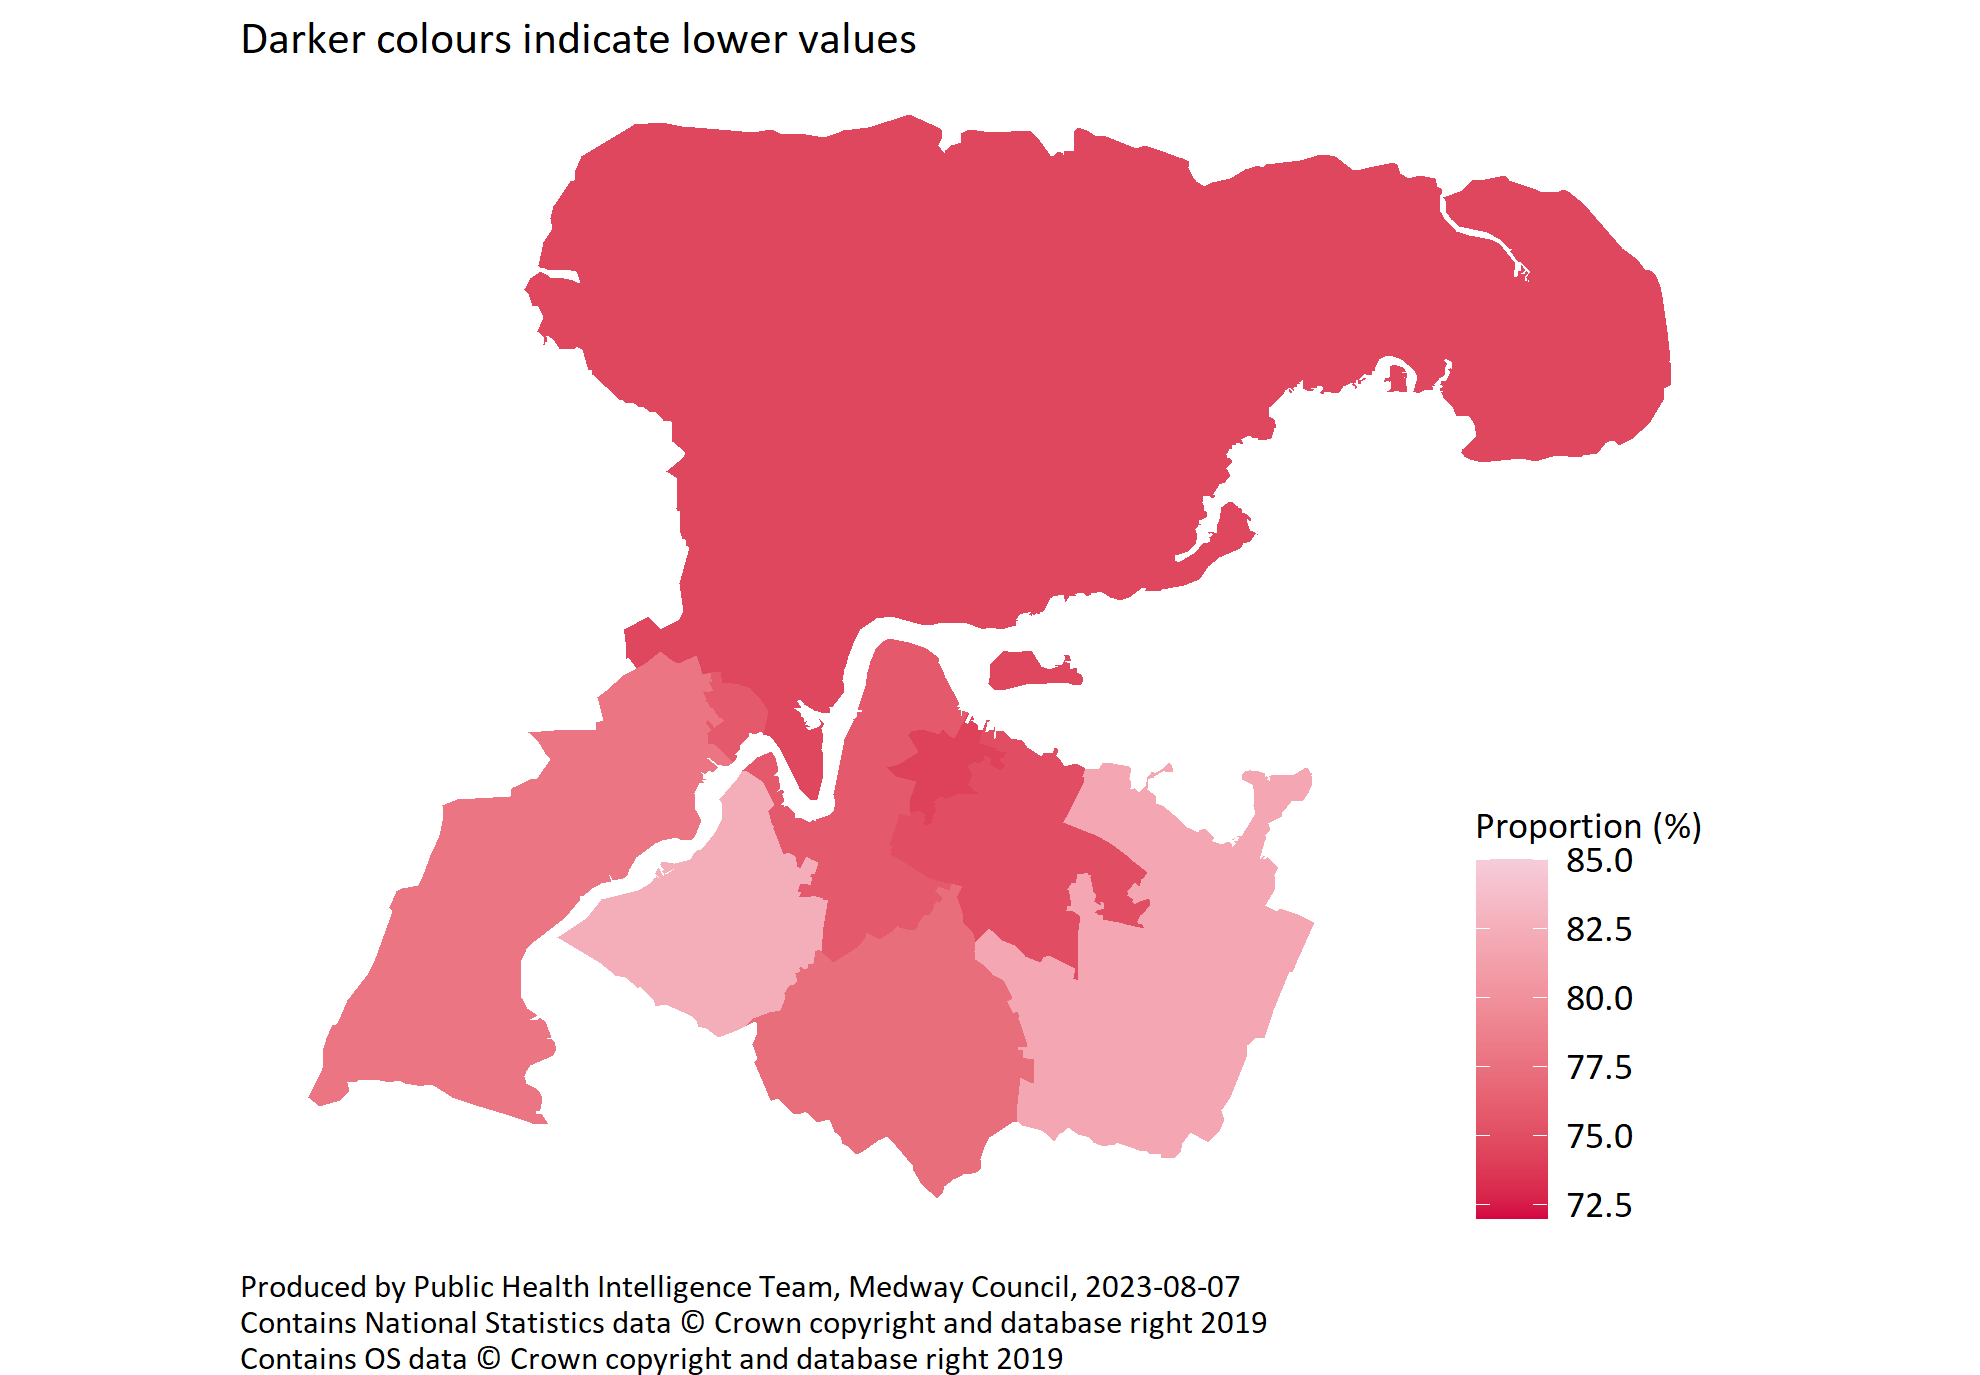 Darker colours indicate lower values
Proportion (%)
85.0
82.5
80.0
77.5
75.0
72.5
Produced by Public Health Intelligence Team, Medway Council, 2023-08-07
Contains National Statistics data © Crown copyright and database right 2019
Contains OS data © Crown copyright and database right 2019